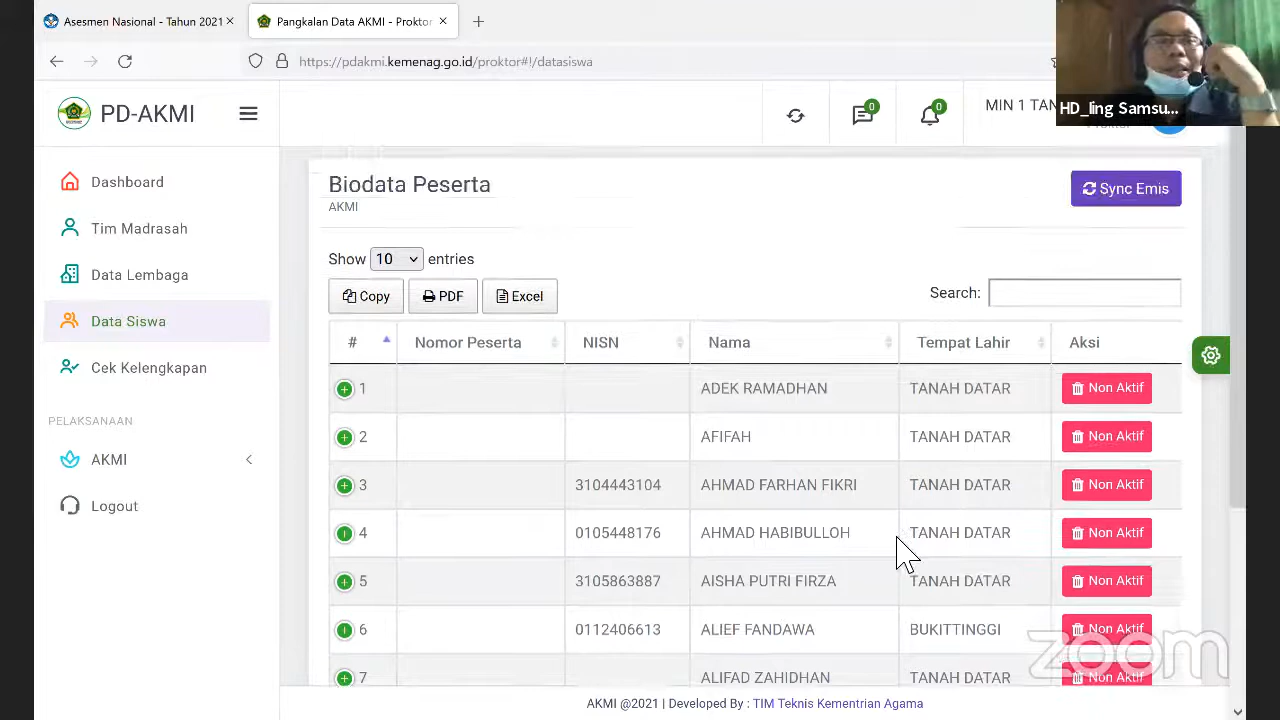 Asesmen Nasional - Tahun 2021
Pangkalan Data AKMI - Proktor
https://pdakmi.kemenag.go.id/proktor#!/datasiswa
HD_Iing Samsu...
PD-AKMI
0
0
MIN 1 TAN
Dashboard
Tim Madrasah
Data Lembaga
Data Siswa
Cek Kelengkapan
PELAKSANAAN
AKMI
Logout
Biodata Peserta
AKMI
Sync Emis
Show 10 entries
Copy PDF Excel
Search:
# Nomor Peserta NISN Nama Tempat Lahir Aksi
1 ADEK RAMADHAN TANAH DATAR Non Aktif
2 AFIFAH TANAH DATAR Non Aktif
3 3104443104 AHMAD FARHAN FIKRI TANAH DATAR Non Aktif
4 0105448176 AHMAD HABIBULLOH TANAH DATAR Non Aktif
5 3105863887 AISHA PUTRI FIRZA TANAH DATAR Non Aktif
6 0112406613 ALIEF FANDAWA BUKITTINGGI Non Aktif
7 ALIFAD ZAHIDHAN TANAH DATAR Non Aktif
zoom
AKMI @2021 | Developed By : TIM Teknis Kementrian Agama